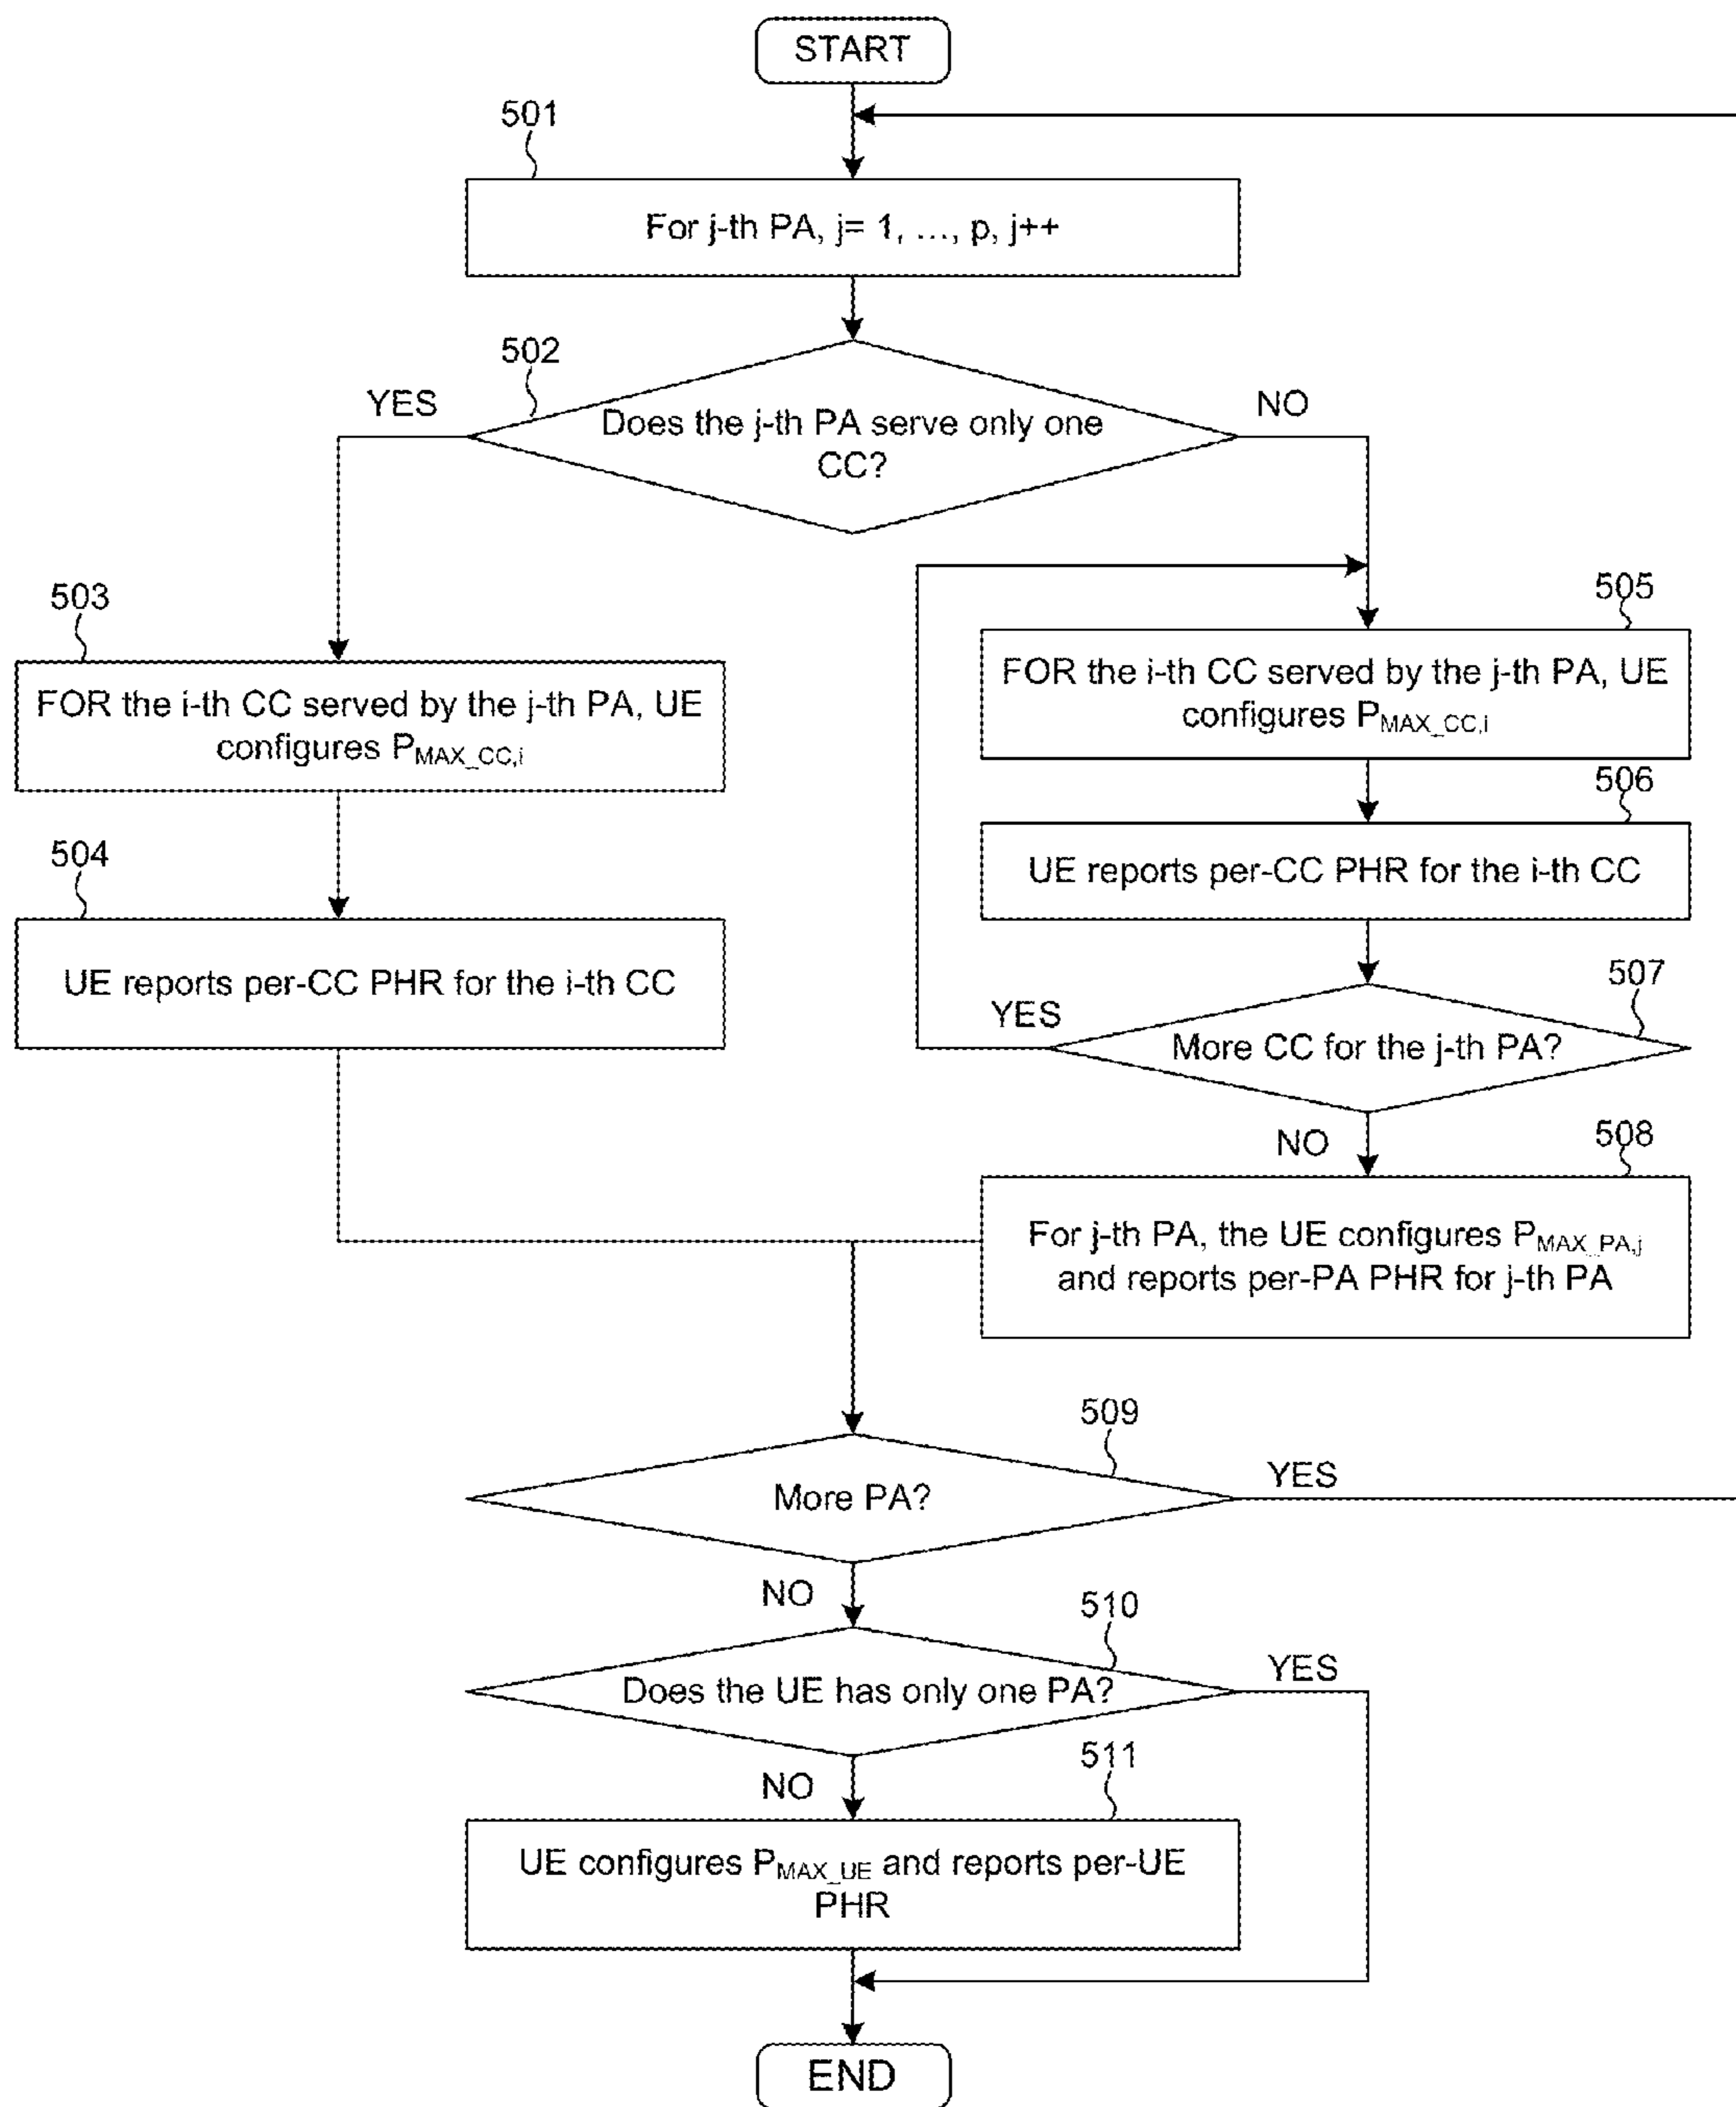 START
501
For j-th PA, j= 1, ..., p, j++
502
YES
NO
Does the j-th PA serve only one
CC?
503
FOR the i-th CC served by the j-th PA, UE
configures P_MAX_CC,i
504
UE reports per-CC PHR for the i-th CC
505
FOR the i-th CC served by the j-th PA, UE
configures P_MAX_CC,i
506
UE reports per-CC PHR for the i-th CC
507
YES
More CC for the j-th PA?
NO
508
For j-th PA, the UE configures P_MAX_PA,j
and reports per-PA PHR for j-th PA
509
More PA?
YES
NO
510
Does the UE has only one PA?
YES
NO
511
UE configures P_MAX_UE and reports per-UE
PHR
END